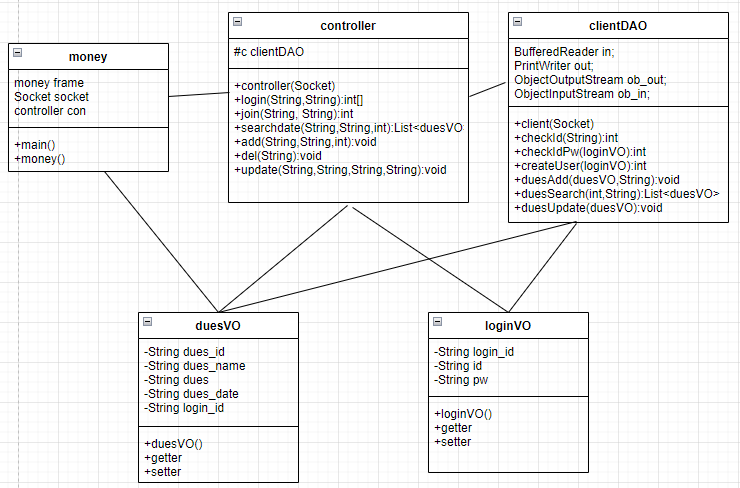 money
money frame
Socket socket
controller con
+main()
+money()
controller
#c clientDAO
+controller(Socket)
+login(String,String):int[]
+join(String, String):int
+searchdate(String,String,int):List<duesVO
+add(String,String,int):void
+del(String):void
+update(String,String,String,String):void
clientDAO
BufferedReader in;
PrintWriter out;
ObjectOutputStream ob_out;
ObjectInputStream ob_in;
+client(Socket)
+checkId(String):int
+checkIdPw(loginVO):int
+createUser(loginVO):int
+duesAdd(duesVO,String):void
+duesSearch(int,String):List<duesVO>
+duesUpdate(duesVO):void
duesVO
-String dues_id
-String dues_name
-String dues
-String dues_date
-String login_id
+duesVO()
+getter
+setter
loginVO
-String login_id
-String id
-String pw
+loginVO()
+getter
+setter